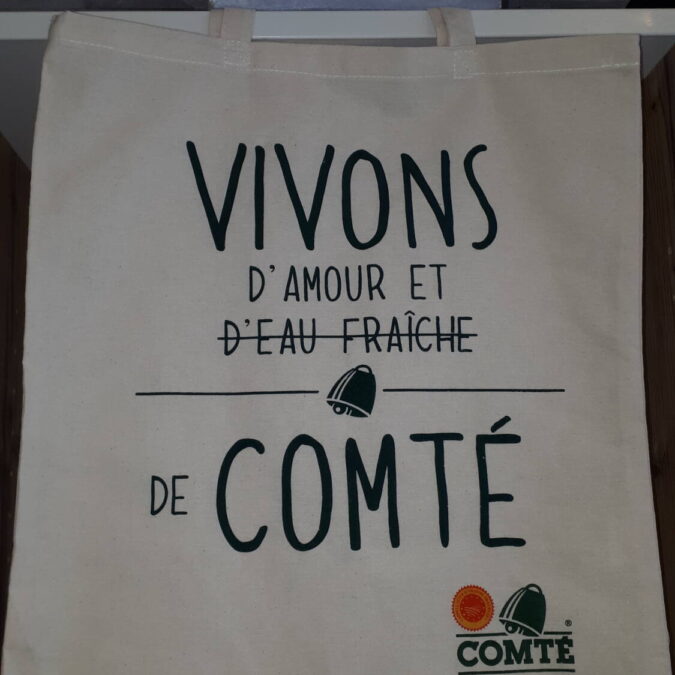 VIVONS
D'AMOUR ET
D'EAU FRAÎCHE
DE COMTÉ
®
COMTÉ